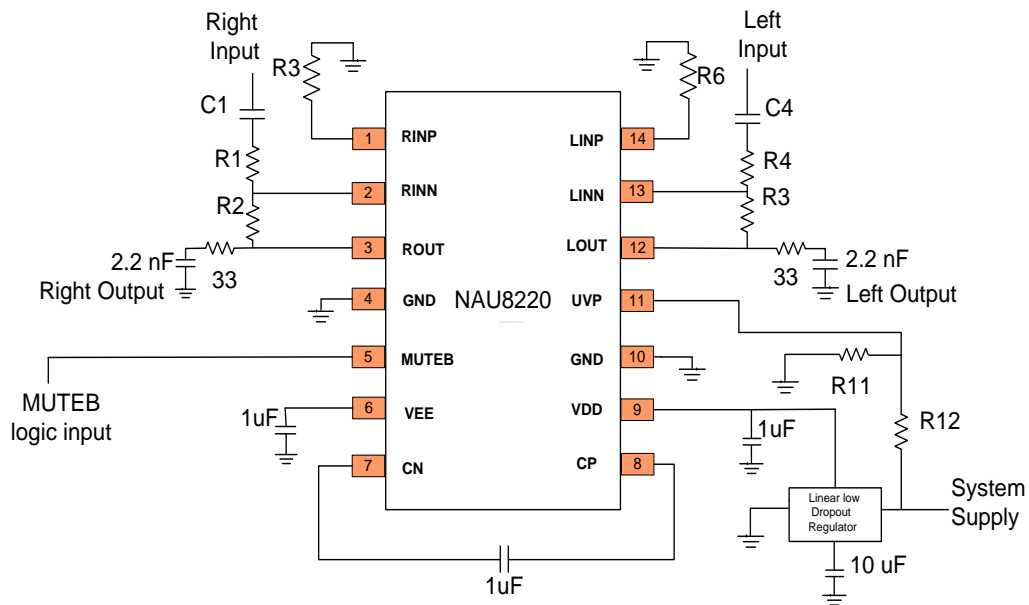 Right
Input
Left
Input
R3
R6
C1
C4
1
RINP
LINP
14
R1
R4
2
RINN
LINN
13
R2
R3
3
ROUT
LOUT
12
2.2 nF
33
Right Output
33
2.2 nF
Left Output
4
GND
NAU8220
UVP
11
5
MUTEB
GND
10
R11
MUTEB
logic input
1uF
6
VEE
VDD
9
1uF
R12
7
CN
CP
8
Linear low
Dropout
Regulator
System
Supply
10 uF
1uF